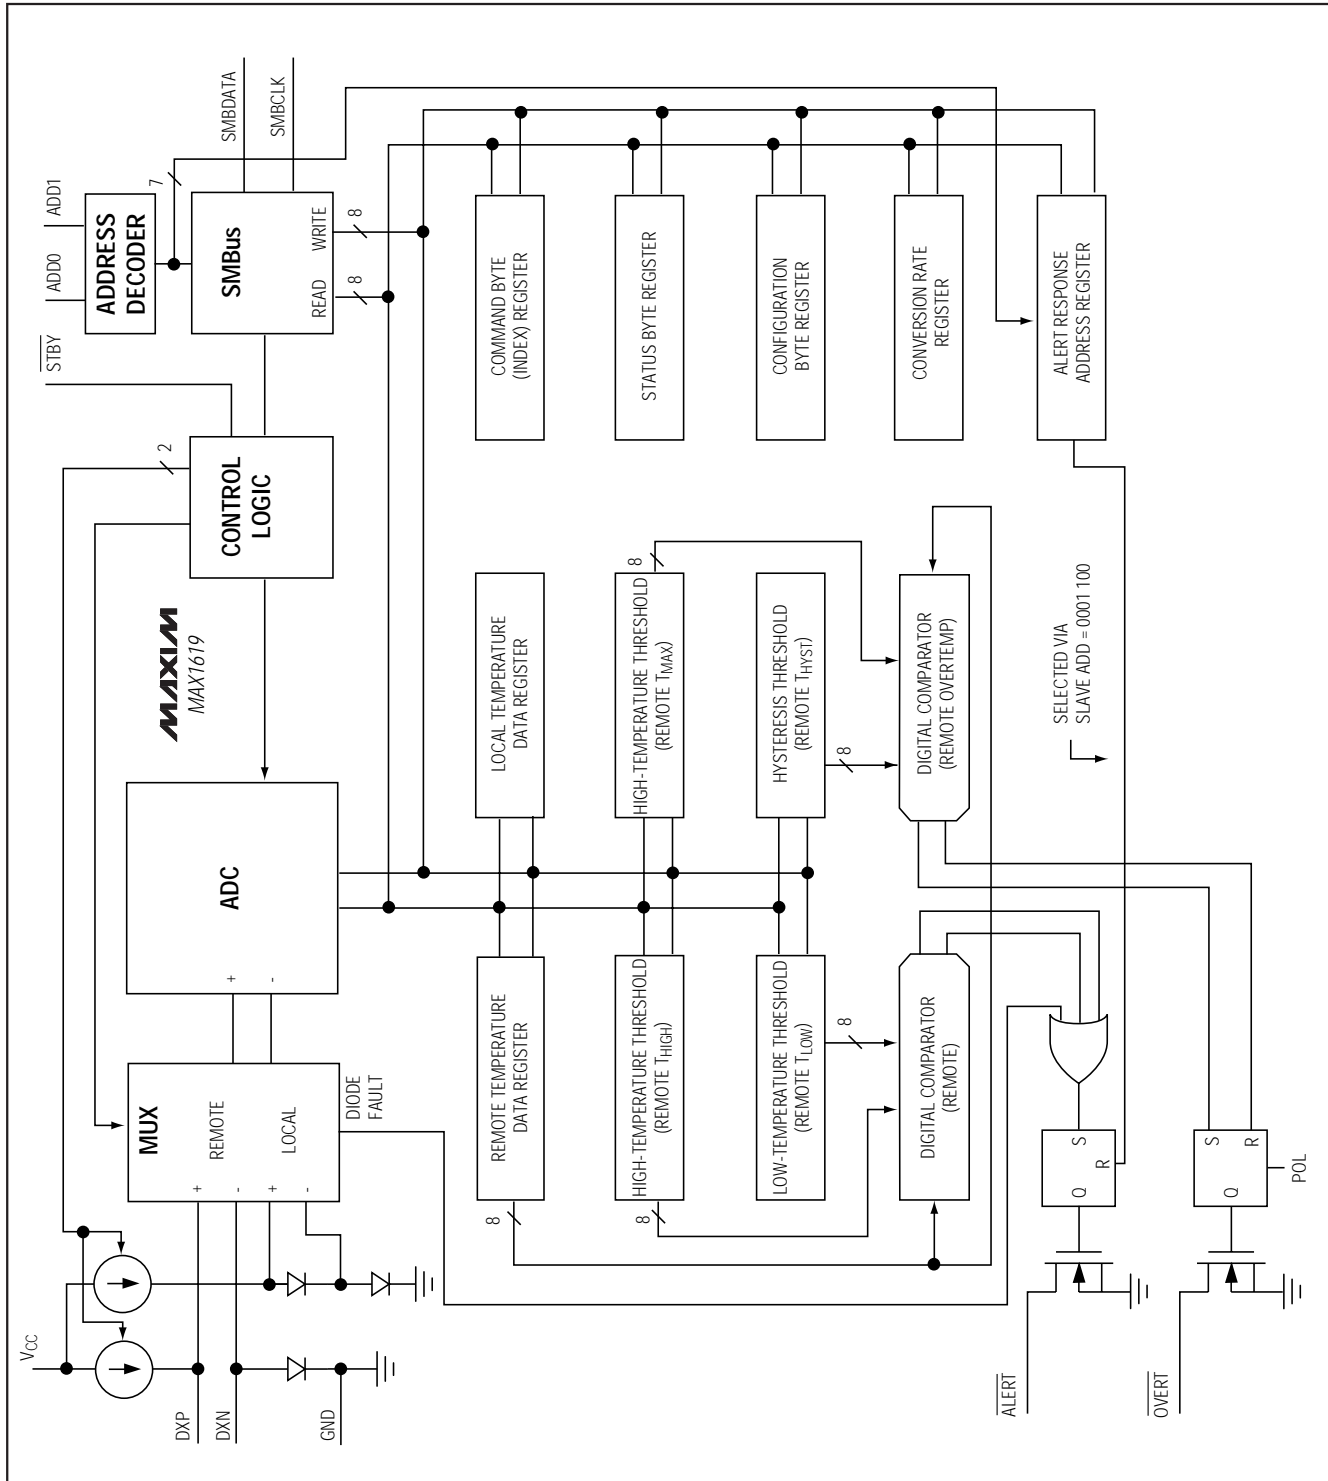 VCC
DXP
DXN
GND
MUX
REMOTE
LOCAL
+
-
+
-
DIODE
FAULT
+
-
ADC
MAXIM
MAX1619
CONTROL
LOGIC
2
STBY
ADD0
ADD1
ADDRESS
DECODER
7
SMBus
READ
WRITE
8
8
SMBDATA
SMBCLK
REMOTE TEMPERATURE
DATA REGISTER
8
HIGH-TEMPERATURE THRESHOLD
(REMOTE THIGH)
8
LOW-TEMPERATURE THRESHOLD
(REMOTE TLOW)
8
DIGITAL COMPARATOR
(REMOTE)
LOCAL TEMPERATURE
DATA REGISTER
HIGH-TEMPERATURE THRESHOLD
(REMOTE TMAX)
8
HYSTERESIS THRESHOLD
(REMOTE THYST)
8
DIGITAL COMPARATOR
(REMOTE OVERTEMP)
COMMAND BYTE
(INDEX) REGISTER
STATUS BYTE REGISTER
CONFIGURATION
BYTE REGISTER
CONVERSION RATE
REGISTER
ALERT RESPONSE
ADDRESS REGISTER
SELECTED VIA
SLAVE ADD = 0001 100
ALERT
Q
S
R
OVERT
Q
S
R
POL